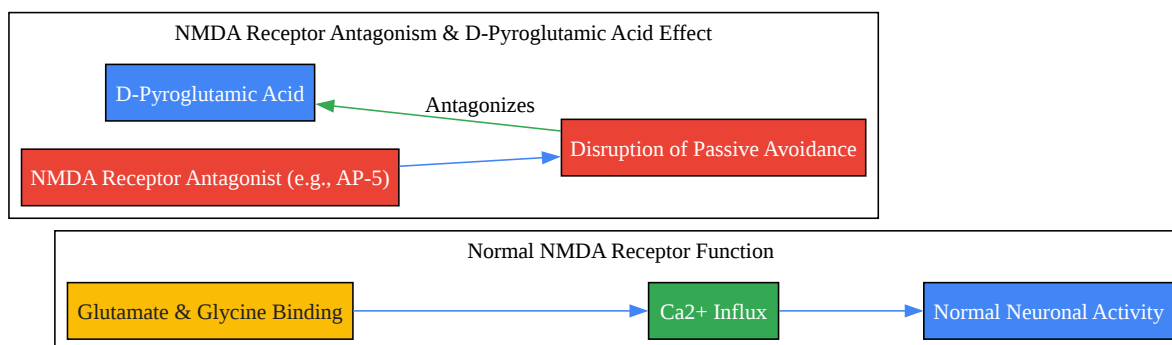 NMDA Receptor Antagonism & D-Pyroglutamic Acid Effect
D-Pyroglutamic Acid
Antagonizes
Disruption of Passive Avoidance
NMDA Receptor Antagonist (e.g., AP-5)
Normal NMDA Receptor Function
Glutamate & Glycine Binding
Ca2+ Influx
Normal Neuronal Activity